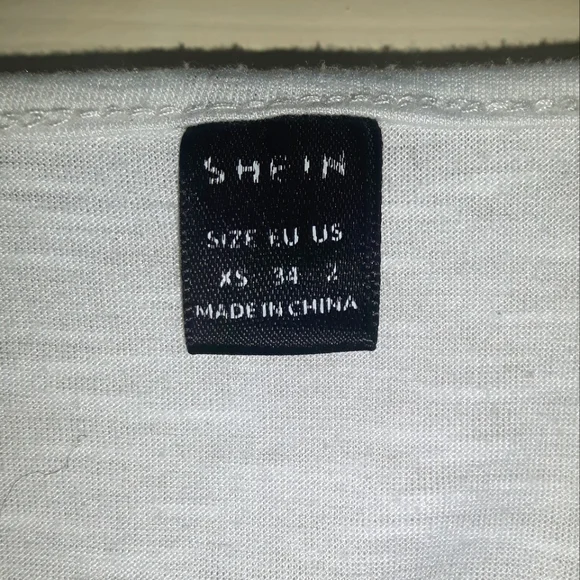 SHEIN
SIZE EU US
XS 34 2
MADE IN CHINA